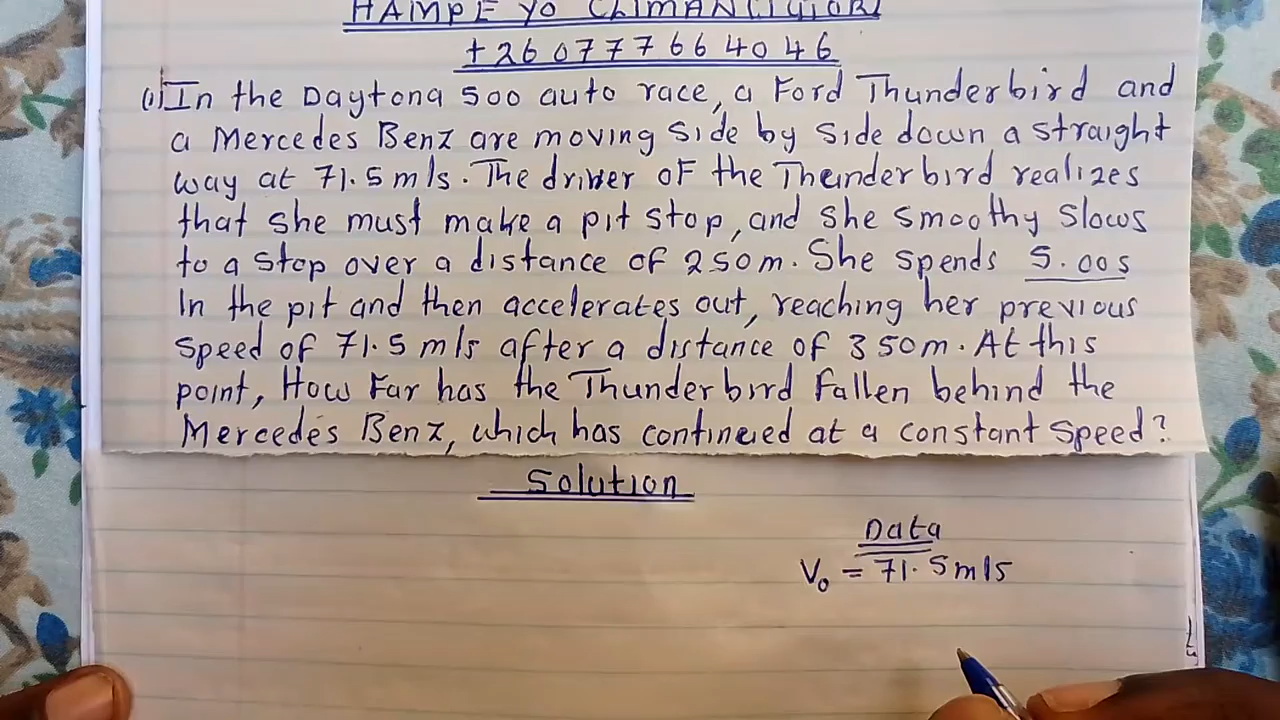 HAMPE YO
+260777664046
(1) In the Daytona 500 auto race, a Ford Thunderbird and
a Mercedes Benz are moving side by side down a straight
way at 71.5m/s. The driver of the Thunderbird realizes
that she must make a pit stop, and she smoothy slows
to a stop over a distance of 250m. She spends 5.00s
In the pit and then accelerates out, reaching her previous
speed of 71.5 m/s after a distance of 350m. At this
point, How Far has the Thunderbird Fallen behind the
Mercedes Benz, which has continued at a constant speed?
Solution
Data
V₀ = 71.5m/s